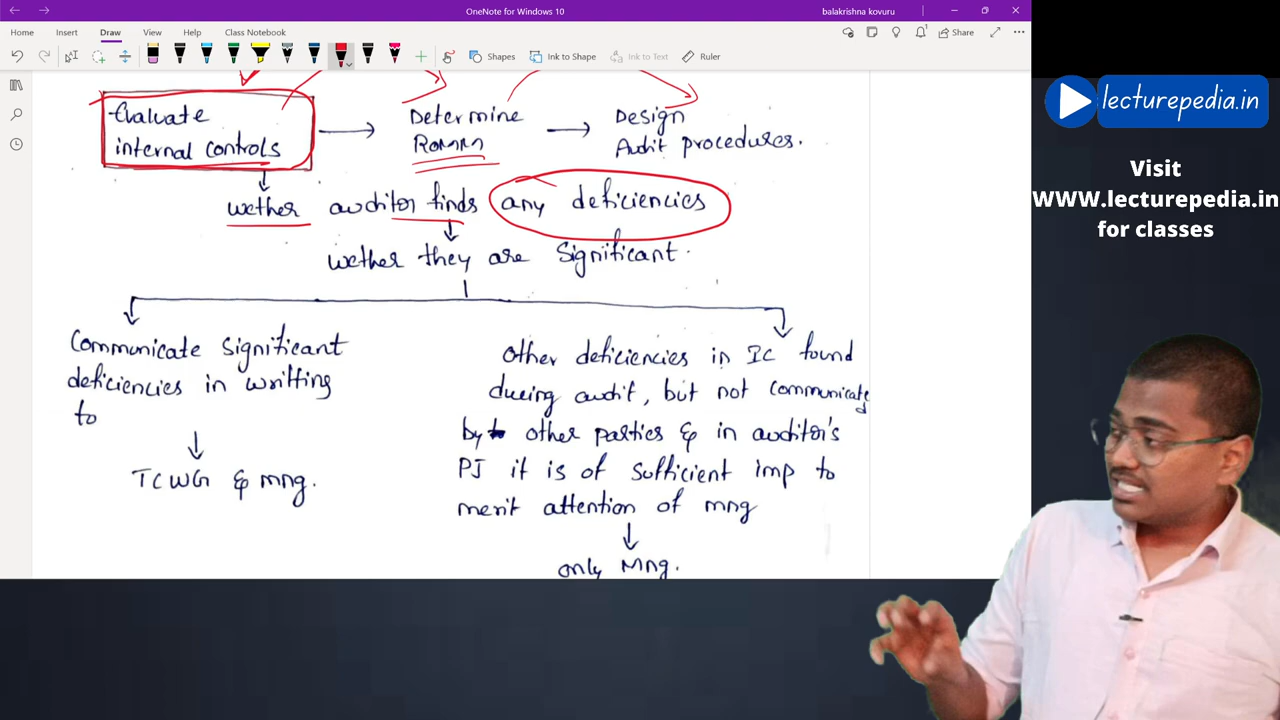 OneNote for Windows 10
balakrishna kovuru
Home Insert Draw View Help Class Notebook
Share
Shapes Ink to Shape Ink to Text Ruler
Evaluate internal controls
Determine ROMM
Design Audit procedures.
wether auditor finds any deficiencies
wether they are significant.
Communicate significant
deficiencies in writting
to
TCWG & mng.
Other deficiencies in IC found
during audit, but not communicate
by other parties & in auditor's
PJ it is of sufficient imp to
merit attention of mng
only Mng.
lecturepedia.in
Visit
WWW.lecturepedia.in
for classes